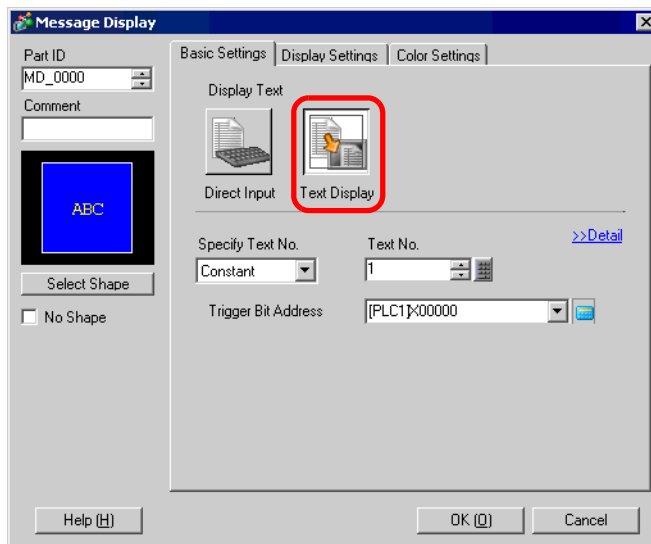 Message Display
Part ID
MD_0000
Comment
ABC
Select Shape
No Shape
Help (H)
Basic Settings
Display Settings
Color Settings
Display Text
Direct Input
Text Display
>>Detail
Specify Text No.
Text No.
Constant
1
Trigger Bit Address
[PLC1]X00000
OK (O)
Cancel